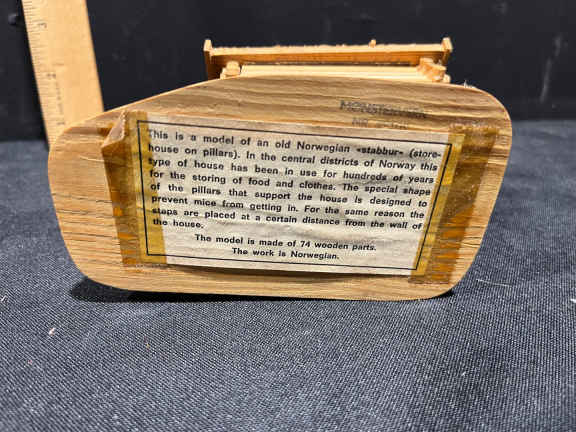 MØNSTERVERN
This is a model of an old Norwegian «stabbur» (store-
house on pillars). In the central districts of Norway this
type of house has been in use for hundreds of years
for the storing of food and clothes. The special shape
of the pillars that support the house is designed to
prevent mice from getting in. For the same reason the
steps are placed at a certain distance from the wall of
the house.
The model is made of 74 wooden parts.
The work is Norwegian.